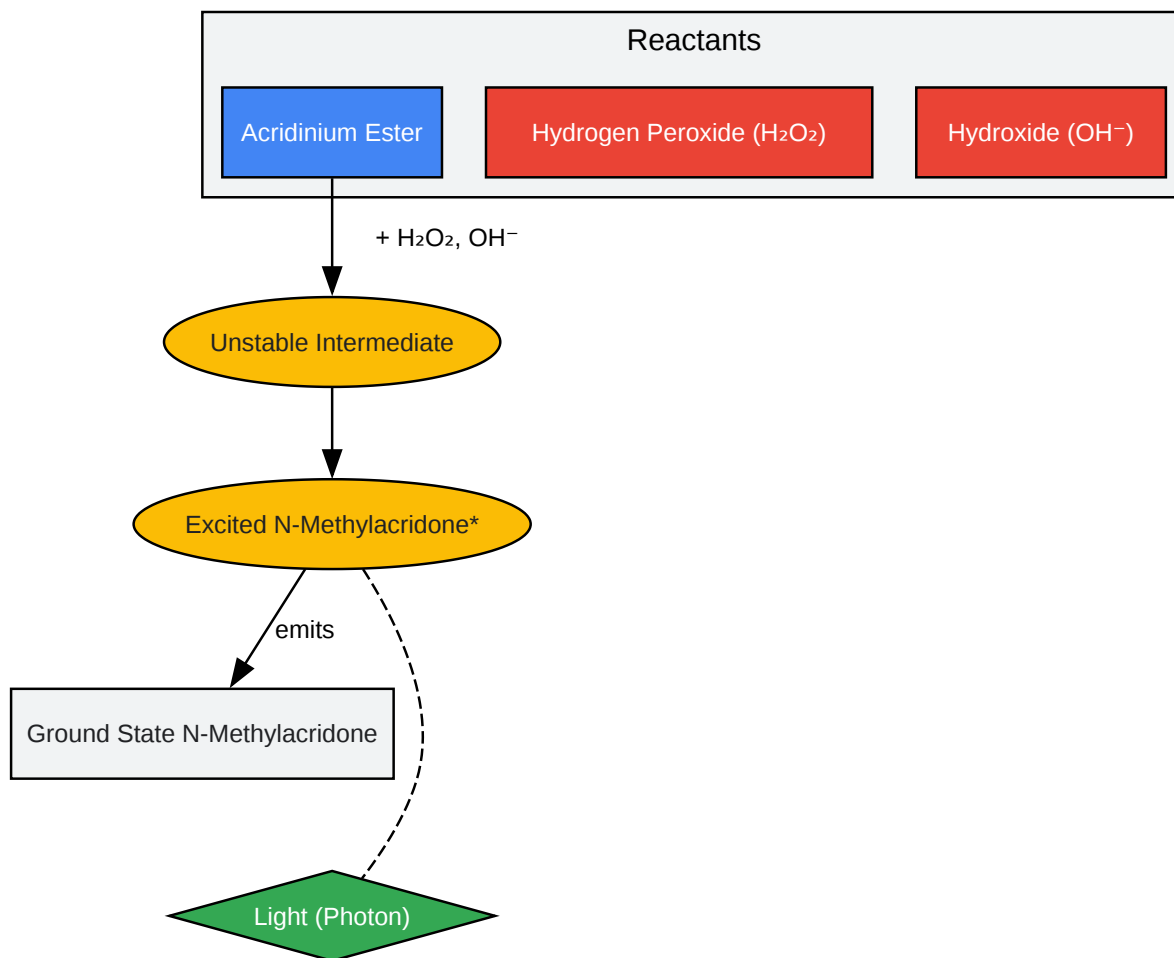 Reactants
Acridinium Ester
Hydrogen Peroxide (H₂O₂)
Hydroxide (OH⁻)
+ H₂O₂, OH⁻
Unstable Intermediate
Excited N-Methylacridone*
emits
Ground State N-Methylacridone
Light (Photon)